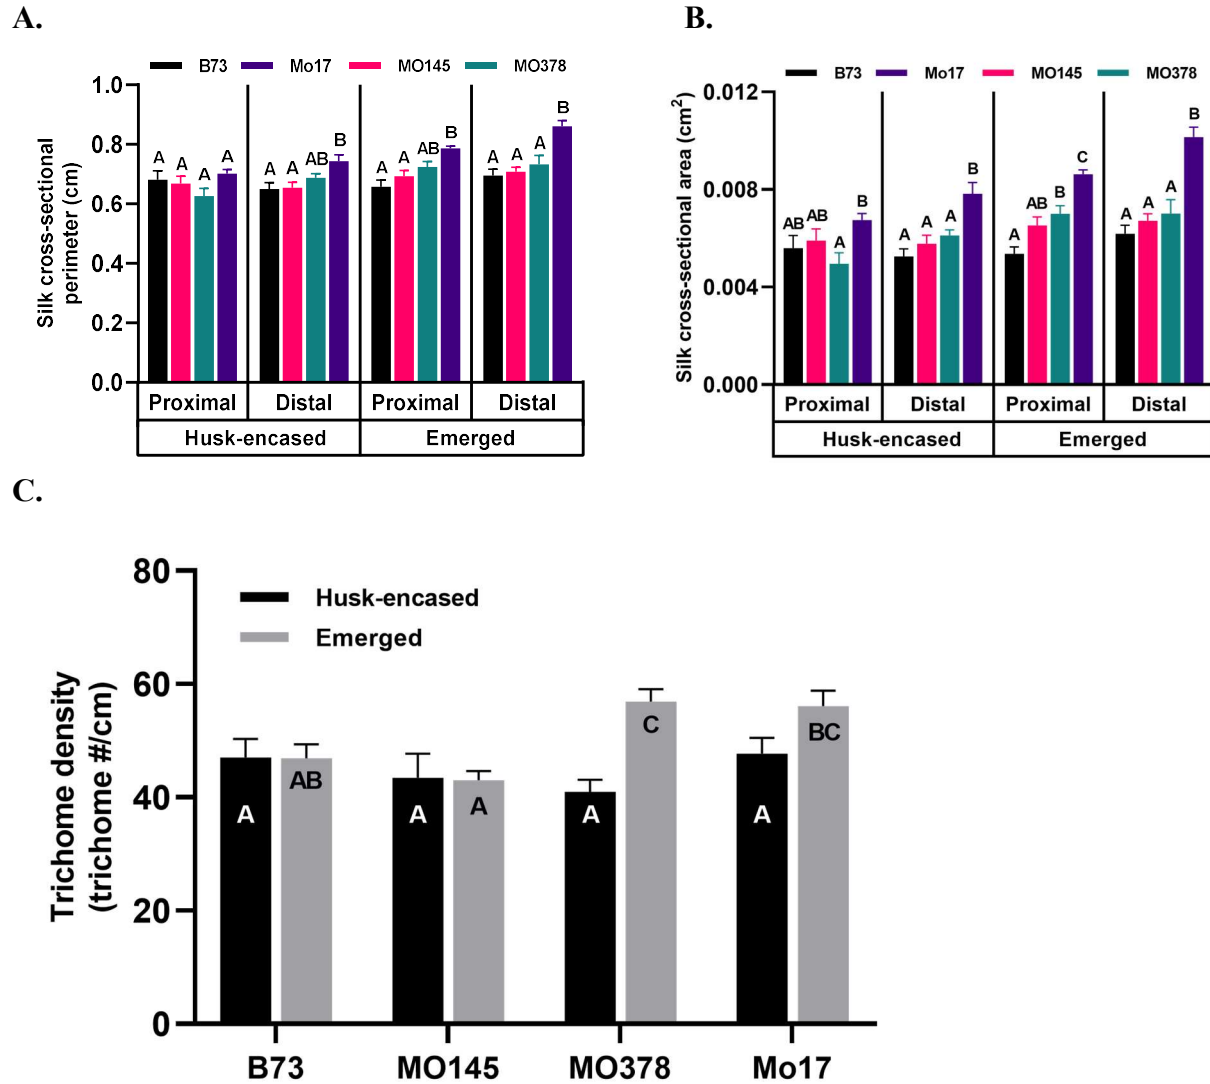 A.
B73 Mo17 MO145 MO378
Silk cross-sectional
perimeter (cm)
1.0
0.8
0.6
0.4
0.2
0.0
A A A A
A A AB B
A A AB B
A A A B
Proximal Distal Proximal Distal
Husk-encased Emerged
B.
B73 Mo17 MO145 MO378
Silk cross-sectional area (cm²)
0.012
0.008
0.004
0.000
AB AB A B
A A A B
A AB B C
A A A B
Proximal Distal Proximal Distal
Husk-encased Emerged
C.
Husk-encased
Emerged
Trichome density
(trichome #/cm)
80
60
40
20
0
A AB A A A C A BC
B73 MO145 MO378 Mo17